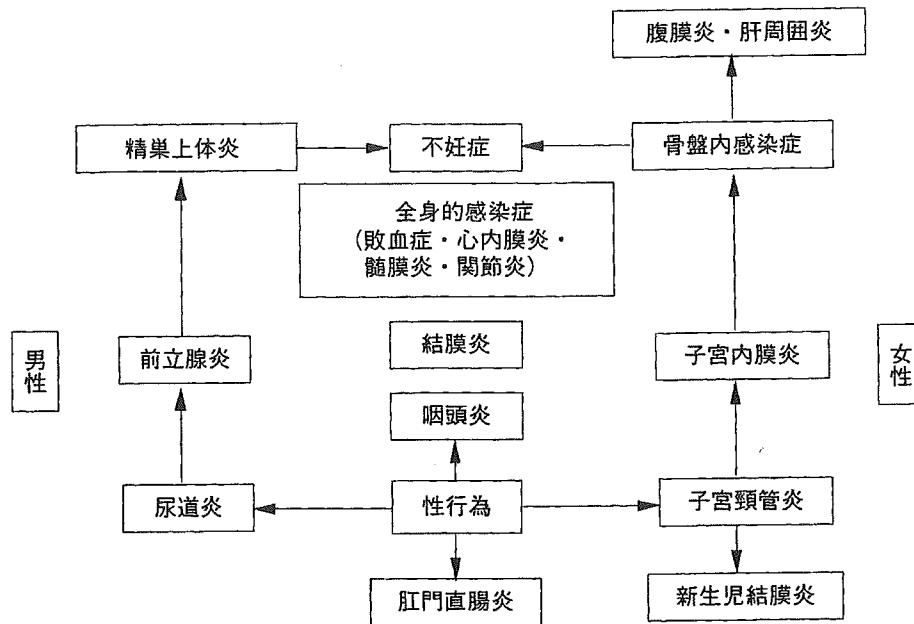 腹膜炎・肝周囲炎
精巣上体炎
不妊症
骨盤内感染症
全身的感染症
(敗血症・心内膜炎・
髄膜炎・関節炎)
男性
前立腺炎
結膜炎
子宮内膜炎
女性
咽頭炎
尿道炎
性行為
子宮頸管炎
肛門直腸炎
新生児結膜炎